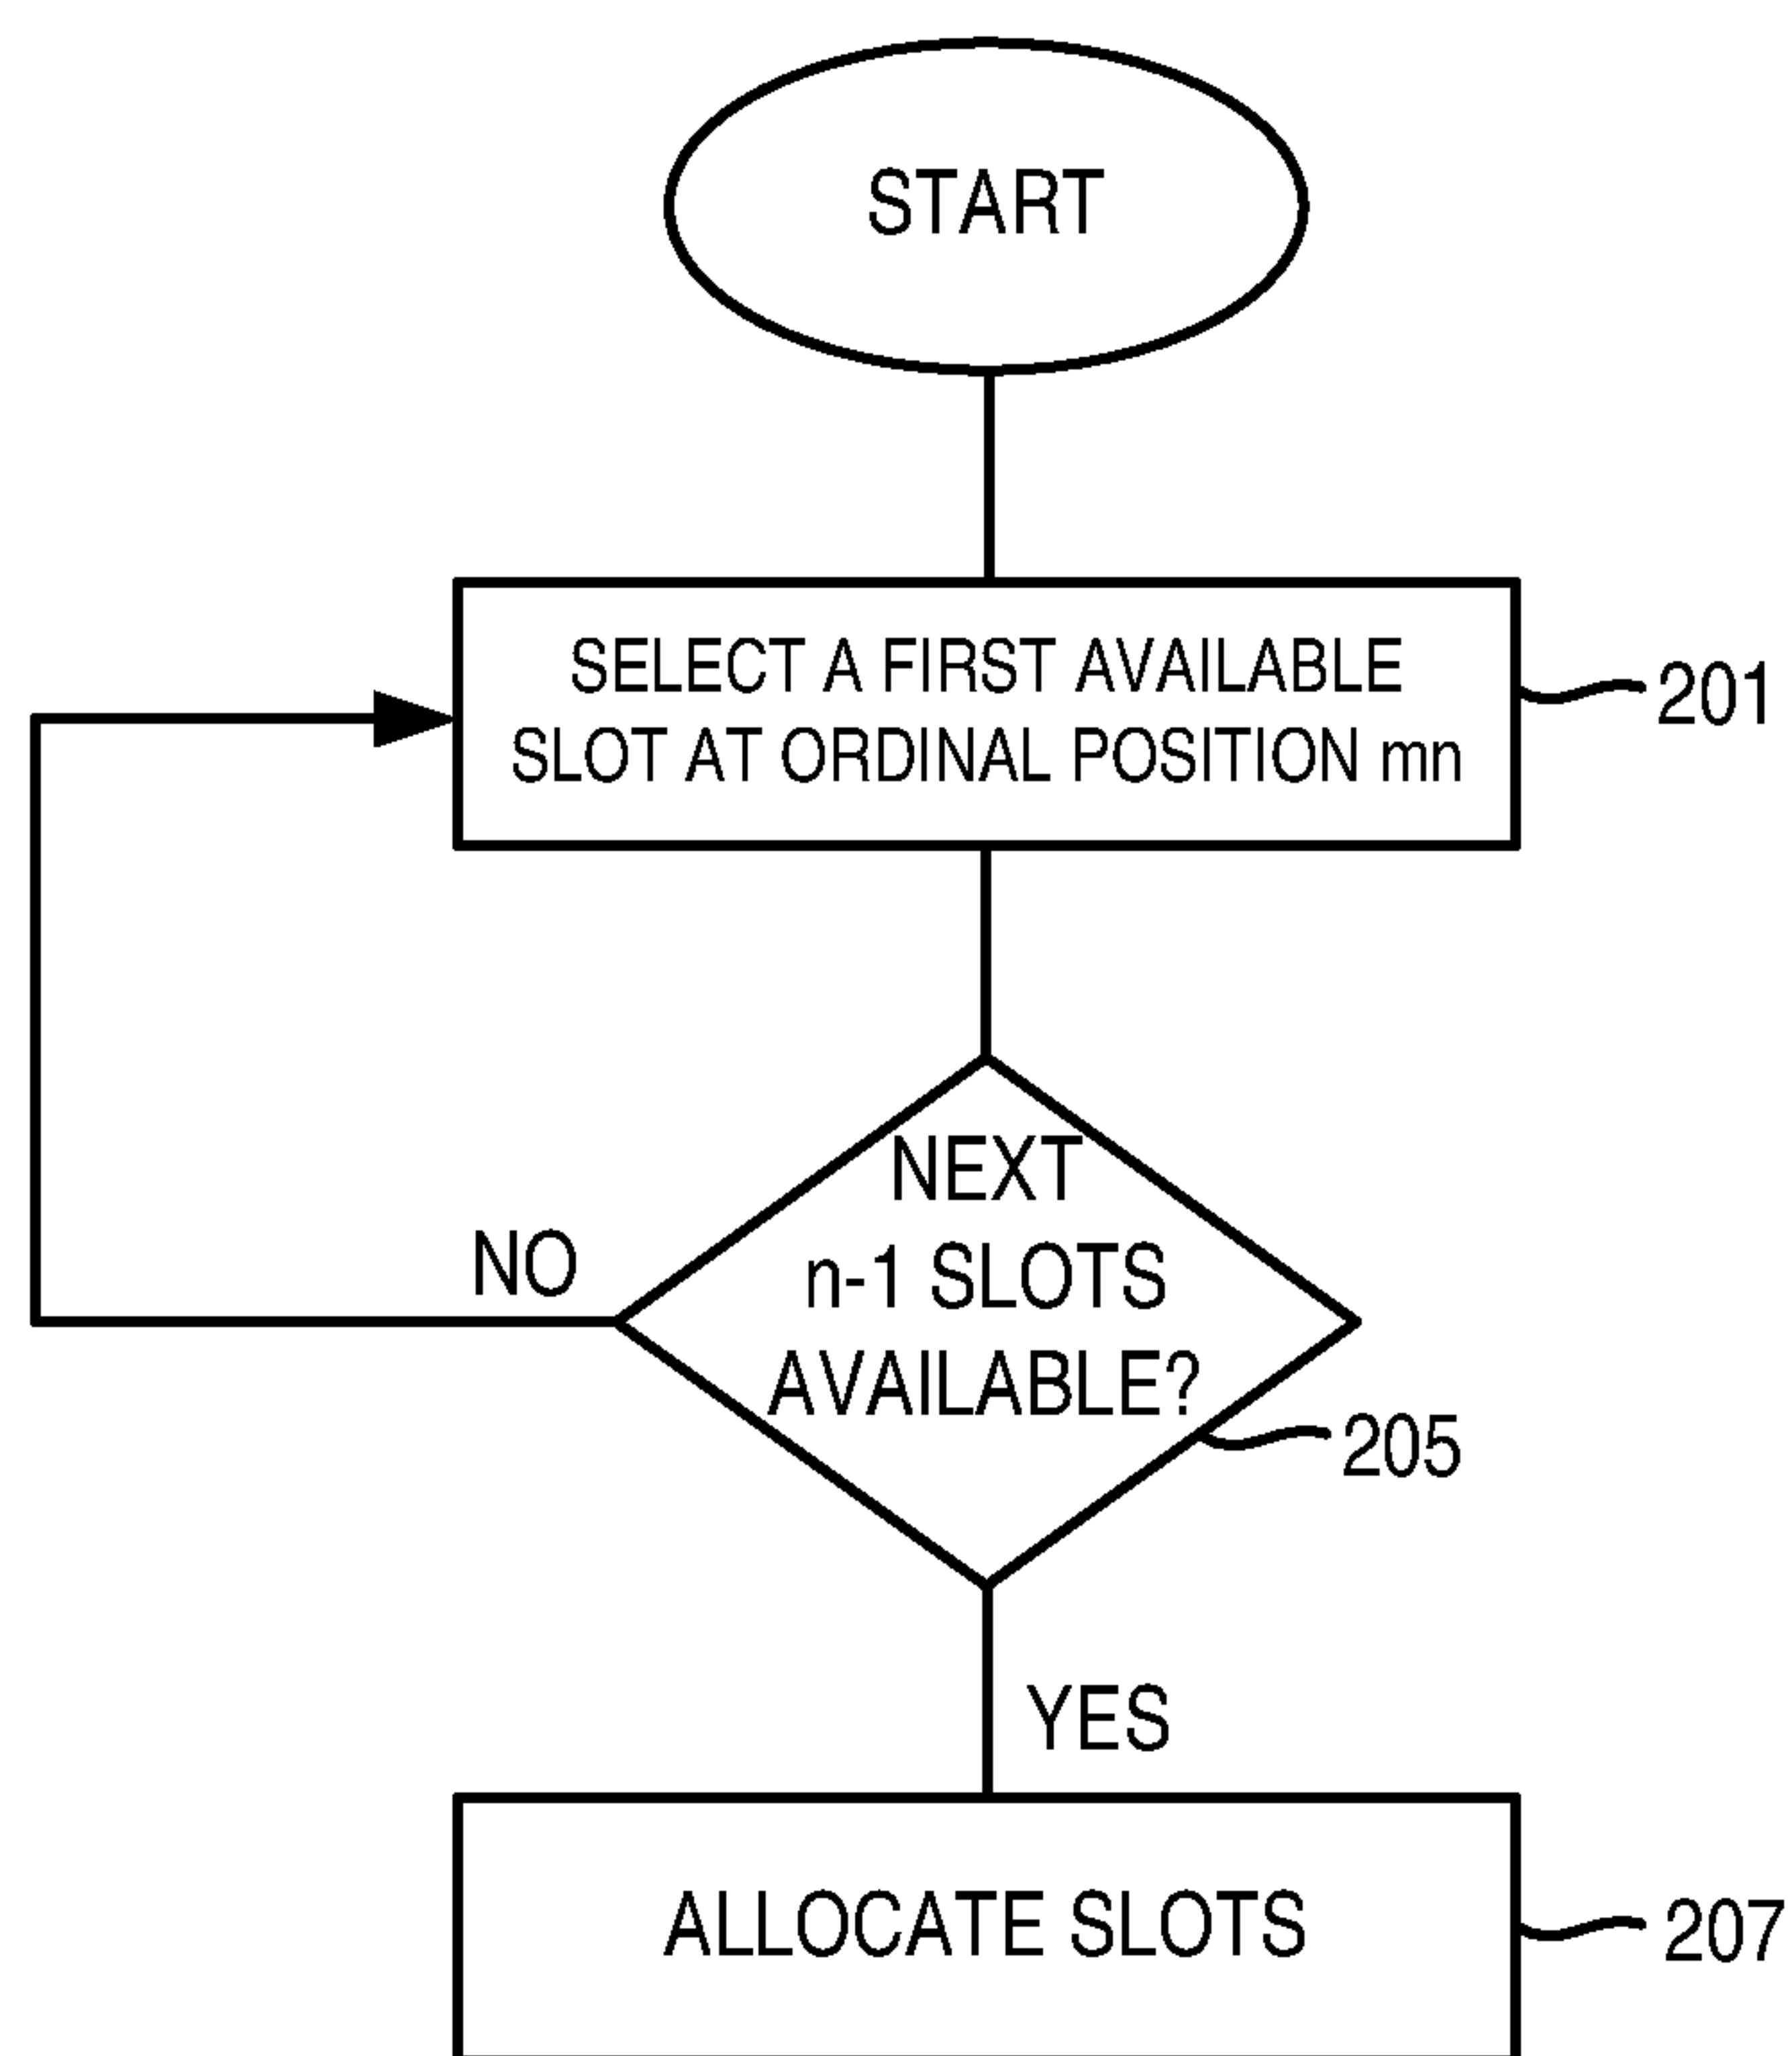 START
SELECT A FIRST AVAILABLE
SLOT AT ORDINAL POSITION mn
201
NEXT
n-1 SLOTS
AVAILABLE?
NO
205
YES
ALLOCATE SLOTS
207